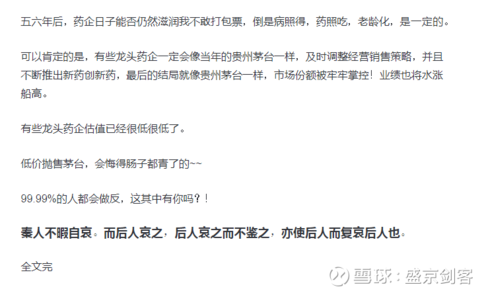 五六年后，药企日子能否仍然滋润我不敢打包票，倒是病照得，药照吃，老龄化，是一定的。
可以肯定的是，有些龙头药企一定会像当年的贵州茅台一样，及时调整经营销售策略，并且
不断推出新药创新药，最后的结局就像贵州茅台一样，市场份额被牢牢掌控！业绩也将水涨
船高。
有些龙头药企估值已经很低很低了。
低价抛售茅台，会悔得肠子都青了的~~
99.99%的人都会做反，这其中有你吗？！
秦人不暇自哀。而后人哀之，后人哀之而不鉴之，亦使后人而复哀后人也。
全文完
雪球：盛京剑客